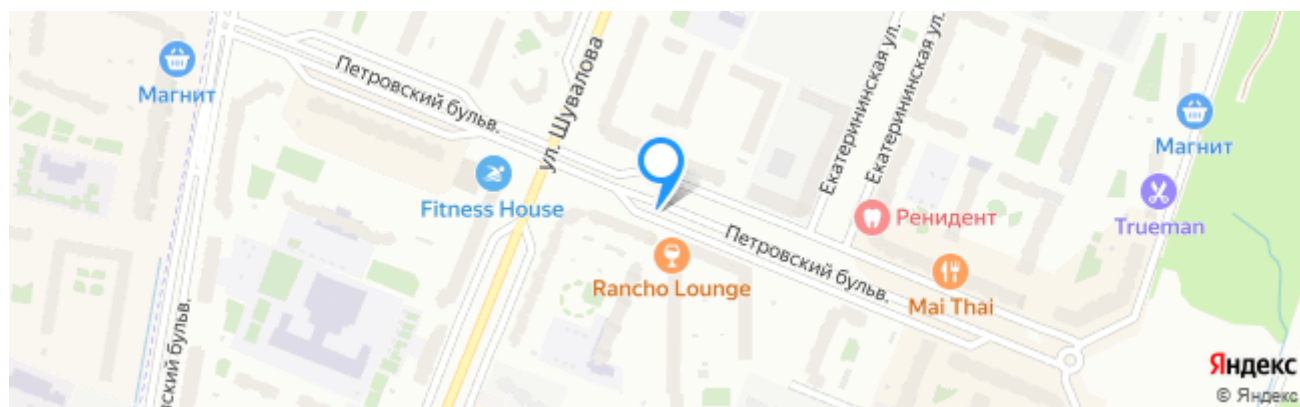 Магнит
Петровский бульв.
ул. Шувалова
Екатерининская ул.
Екатерининская ул.
Магнит
Fitness House
Ренидент
Trueman
Петровский бульв.
Rancho Lounge
Mai Thai
ский бульв.
Яндекс
© Яндекс